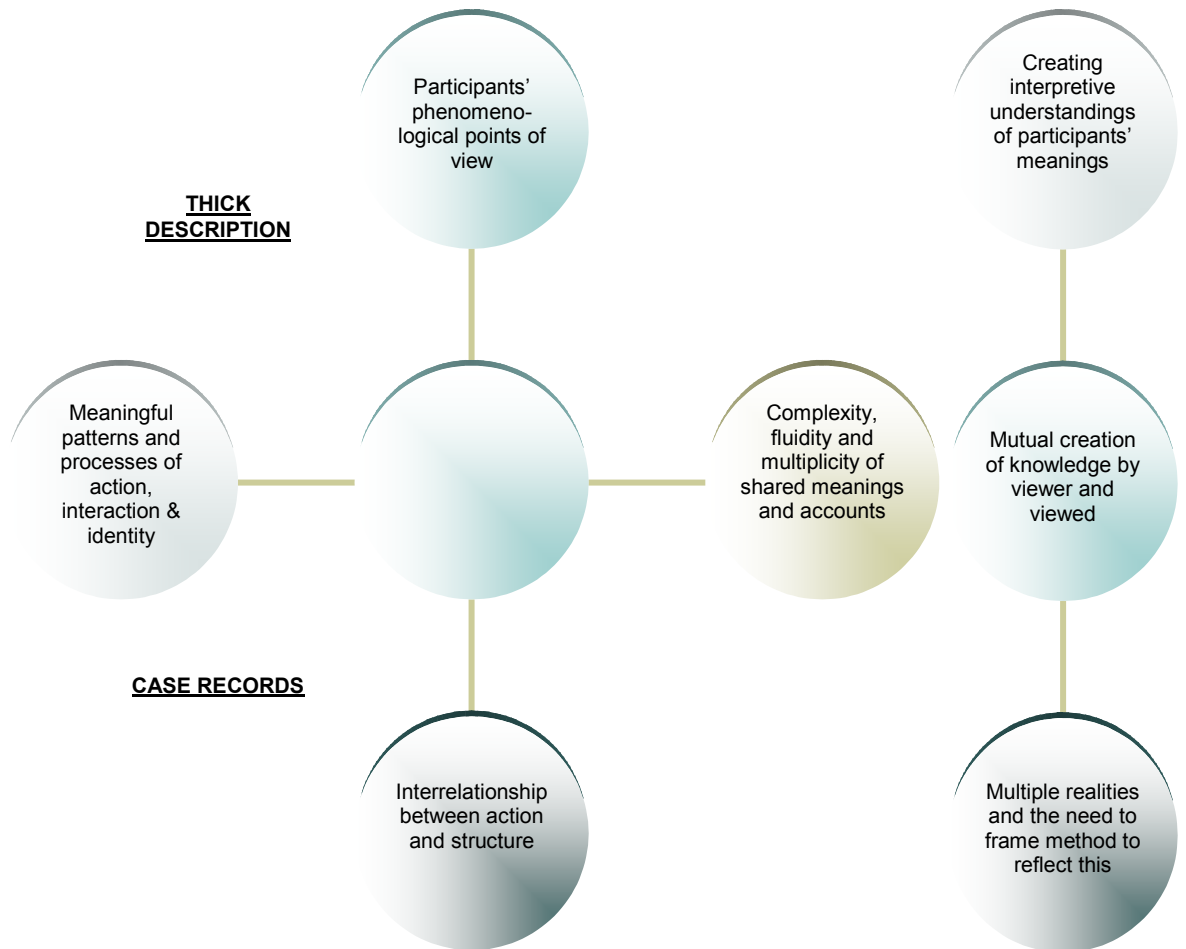 Participants’
phenomeno-
logical points of
view
Creating
interpretive
understandings
of participants’
meanings
THICK
DESCRIPTION
Meaningful
patterns and
processes of
action,
interaction &
identity
Complexity,
fluidity and
multiplicity of
shared meanings
and accounts
Mutual creation
of knowledge by
viewer and
viewed
CASE RECORDS
Interrelationship
between action
and structure
Multiple realities
and the need to
frame method to
reflect this